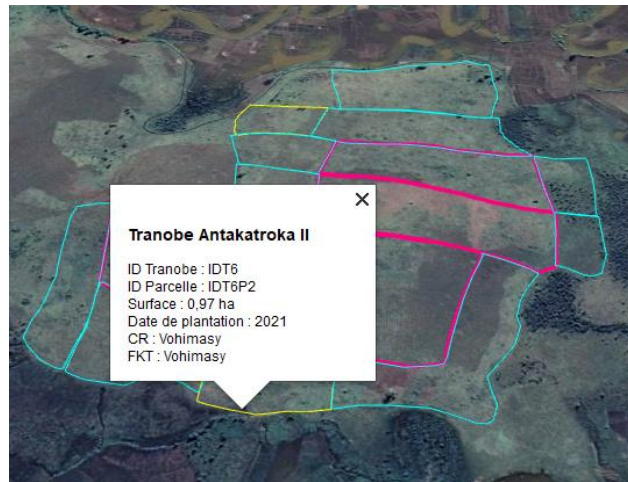 Tranobe Antakatroka II
ID Tranobe : IDT6
ID Parcelle : IDT6P2
Surface : 0,97 ha
Date de plantation : 2021
CR : Vohimasy
FKT : Vohimasy